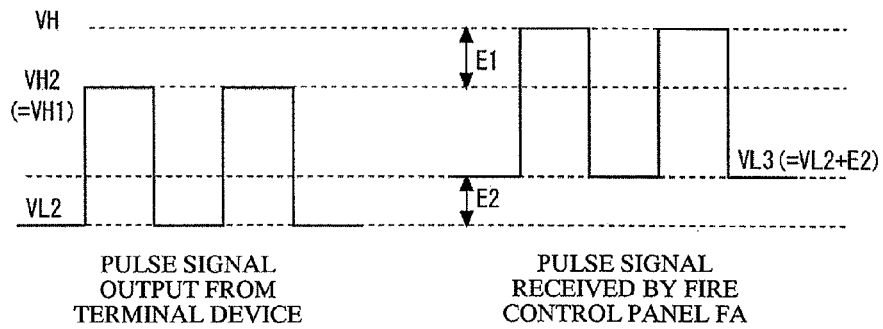 VH
E1
VH2
(=VH1)
VL3 (=VL2+E2)
VL2
E2
PULSE SIGNAL
OUTPUT FROM
TERMINAL DEVICE
PULSE SIGNAL
RECEIVED BY FIRE
CONTROL PANEL FA